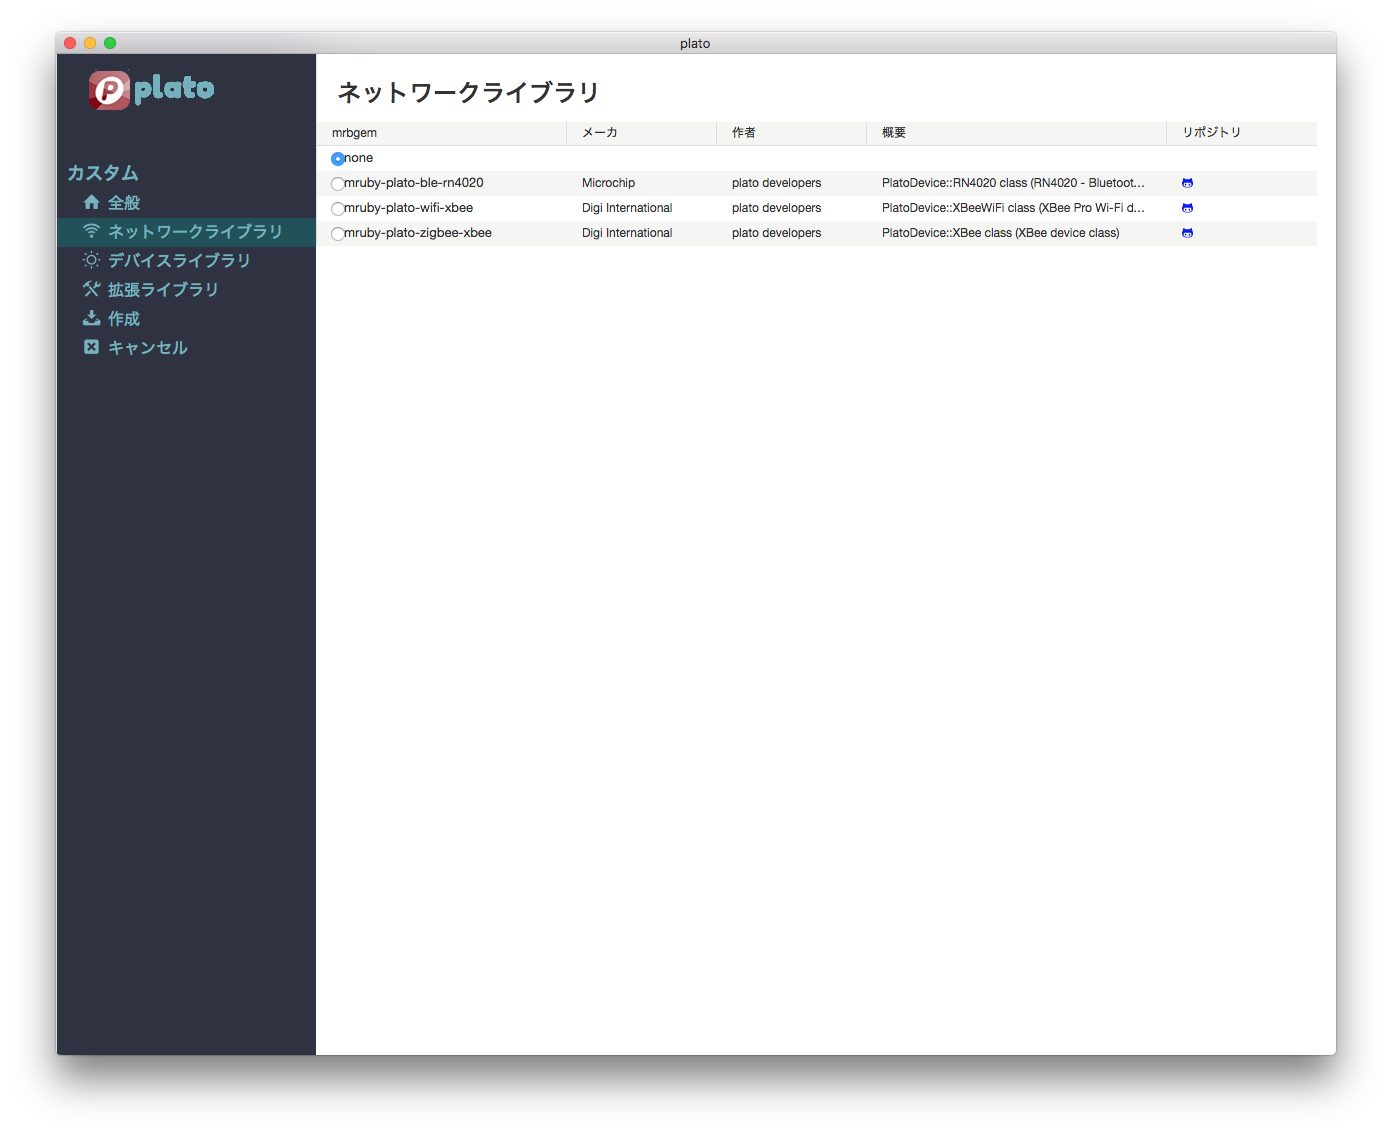 plato
plato
カスタム
全般
ネットワークライブラリ
デバイスライブラリ
拡張ライブラリ
作成
キャンセル
ネットワークライブラリ
mrbgem メーカ 作者 概要 リポジトリ
none
mruby-plato-ble-rn4020 Microchip plato developers PlatoDevice::RN4020 class (RN4020 - Bluetoot…
mruby-plato-wifi-xbee Digi International plato developers PlatoDevice::XBeeWiFi class (XBee Pro Wi-Fi d…
mruby-plato-zigbee-xbee Digi International plato developers PlatoDevice::XBee class (XBee device class)